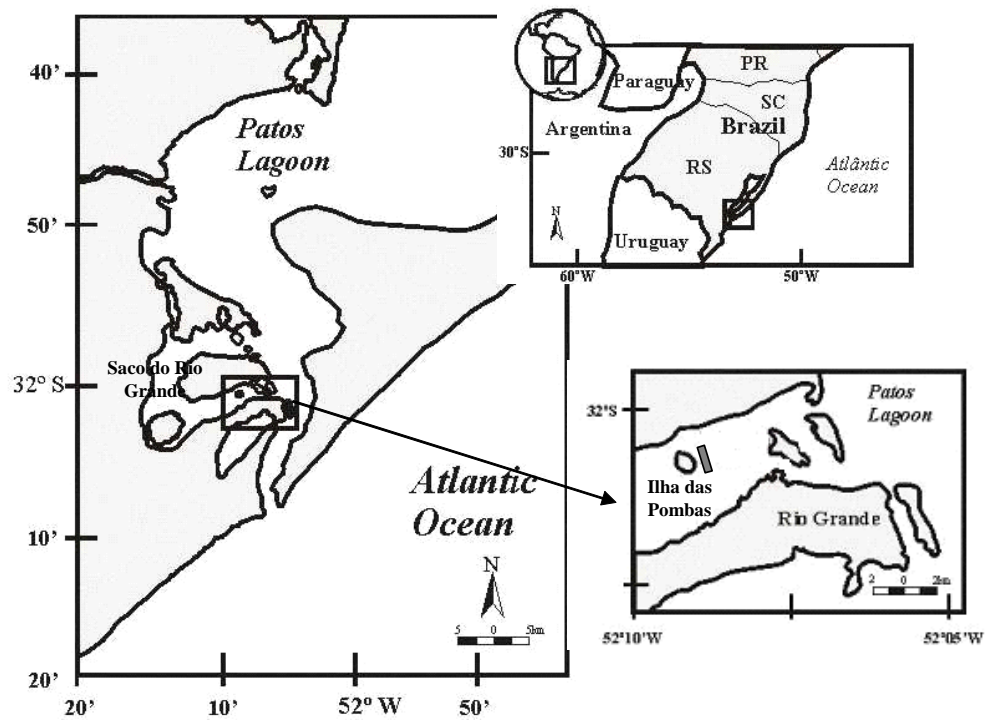 40’
50’
32° S
10’
20’
20’
10’
52° W
50’
Patos
Lagoon
Saco do Rio
Grande
Atlantic
Ocean
N
5 0 5km
PR
Paraguay
SC
Brazil
Argentina
30°S
RS
Atlântic
Ocean
N
Uruguay
60°W
50°W
Patos
Lagoon
32°S
Ilha das
Pombas
Rio Grande
2 0 2km
52°10’W
52°05’W